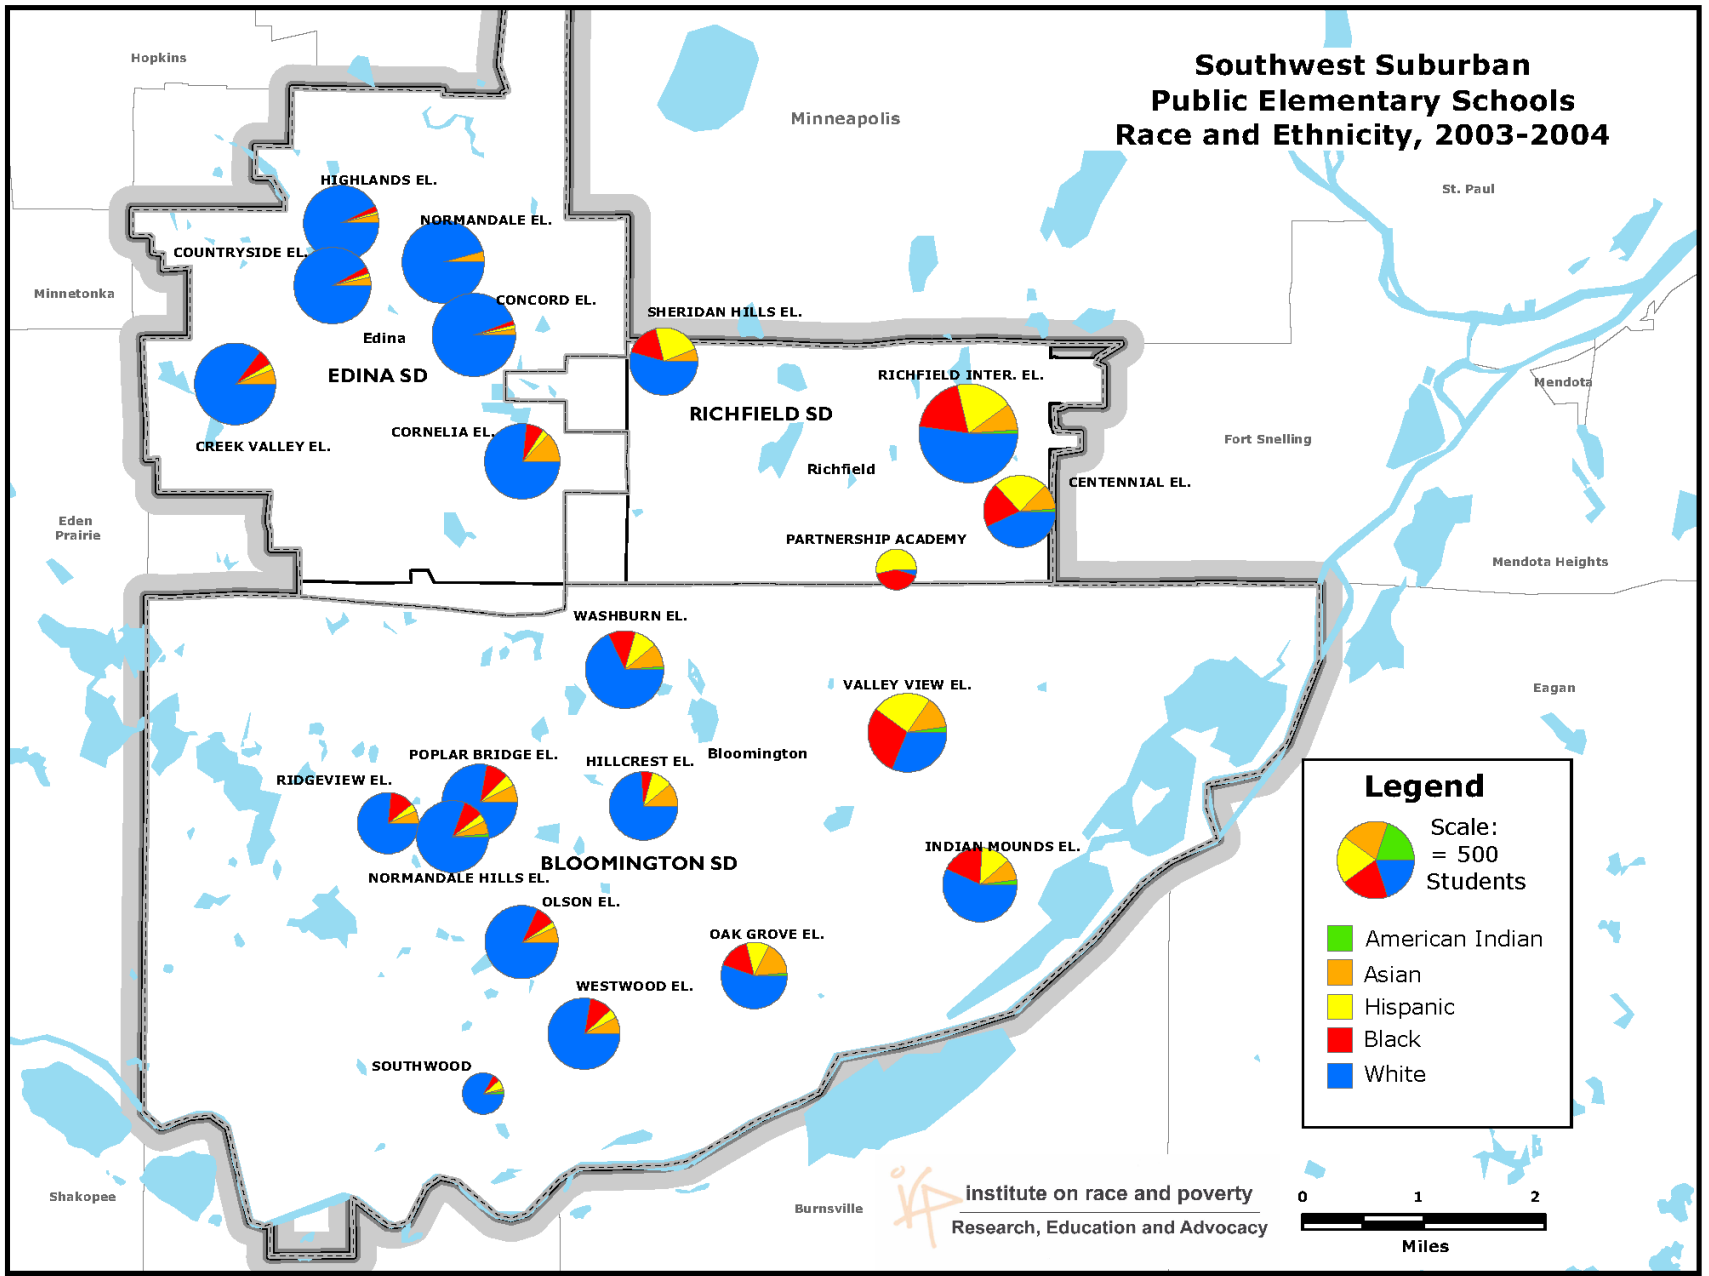 Southwest Suburban
Public Elementary Schools
Race and Ethnicity, 2003-2004
Hopkins
Minneapolis
St. Paul
HIGHLANDS EL.
NORMANDALE EL.
COUNTRYSIDE EL.
Minnetonka
CONCORD EL.
SHERIDAN HILLS EL.
Edina
EDINA SD
RICHFIELD INTER. EL.
Mendota
RICHFIELD SD
CORNELIA EL.
CREEK VALLEY EL.
Fort Snelling
Richfield
CENTENNIAL EL.
Eden
Prairie
PARTNERSHIP ACADEMY
Mendota Heights
WASHBURN EL.
VALLEY VIEW EL.
Eagan
POPLAR BRIDGE EL.
HILLCREST EL.
Bloomington
RIDGEVIEW EL.
INDIAN MOUNDS EL.
BLOOMINGTON SD
NORMANDALE HILLS EL.
OLSON EL.
OAK GROVE EL.
WESTWOOD EL.
SOUTHWOOD
Legend
Scale:
= 500
Students
American Indian
Asian
Hispanic
Black
White
Shakopee
Burnsville
irp
institute on race and poverty
Research, Education and Advocacy
0 1 2
Miles